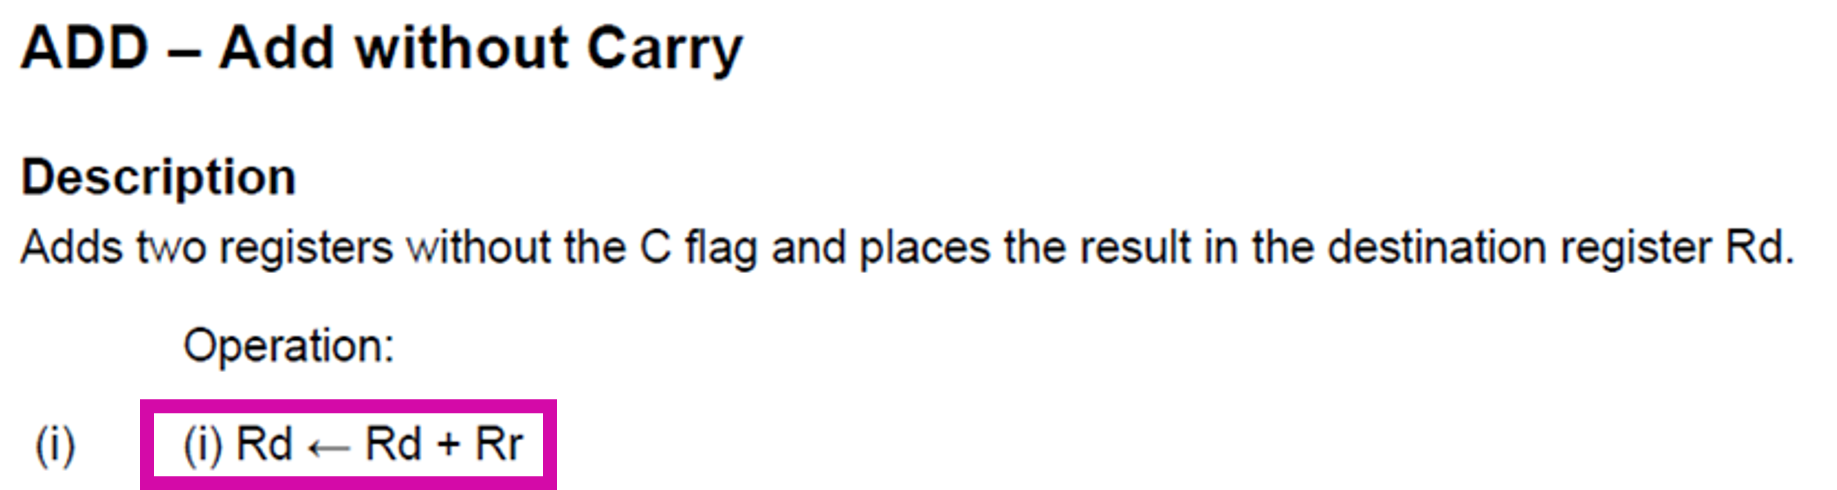 ADD – Add without Carry
Description
Adds two registers without the C flag and places the result in the destination register Rd.
Operation:
(i) (i) Rd ← Rd + Rr